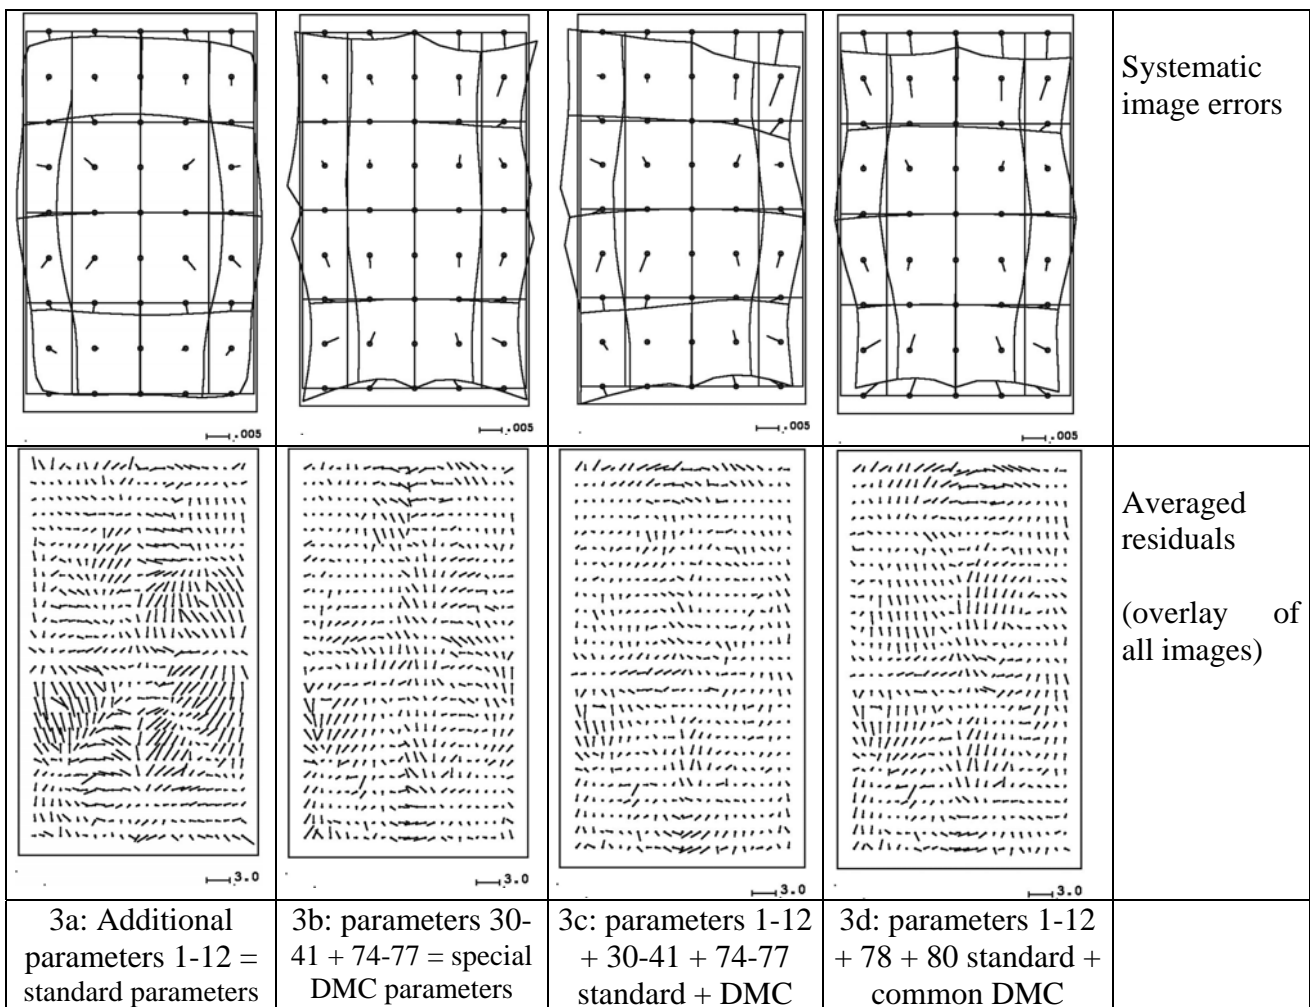 Systematic
image errors
.005
.005
.005
.005
Averaged
residuals
(overlay of
all images)
3.0
3.0
3.0
3.0
3a: Additional
parameters 1-12 =
standard parameters
3b: parameters 30-
41 + 74-77 = special
DMC parameters
3c: parameters 1-12
+ 30-41 + 74-77
standard + DMC
3d: parameters 1-12
+ 78 + 80 standard +
common DMC